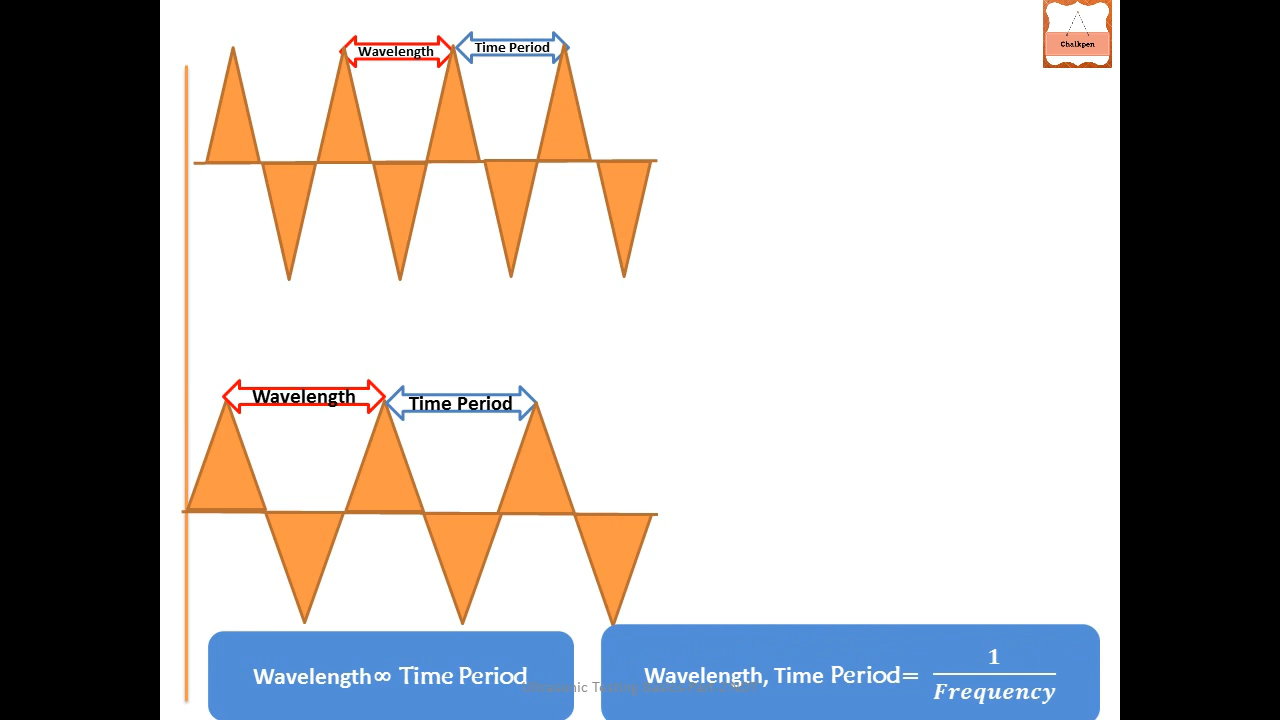 Chalkpen
Wavelength
Time Period
Wavelength
Time Period
Wavelength∞ Time Period
Wavelength, Time Period= 1
Frequency